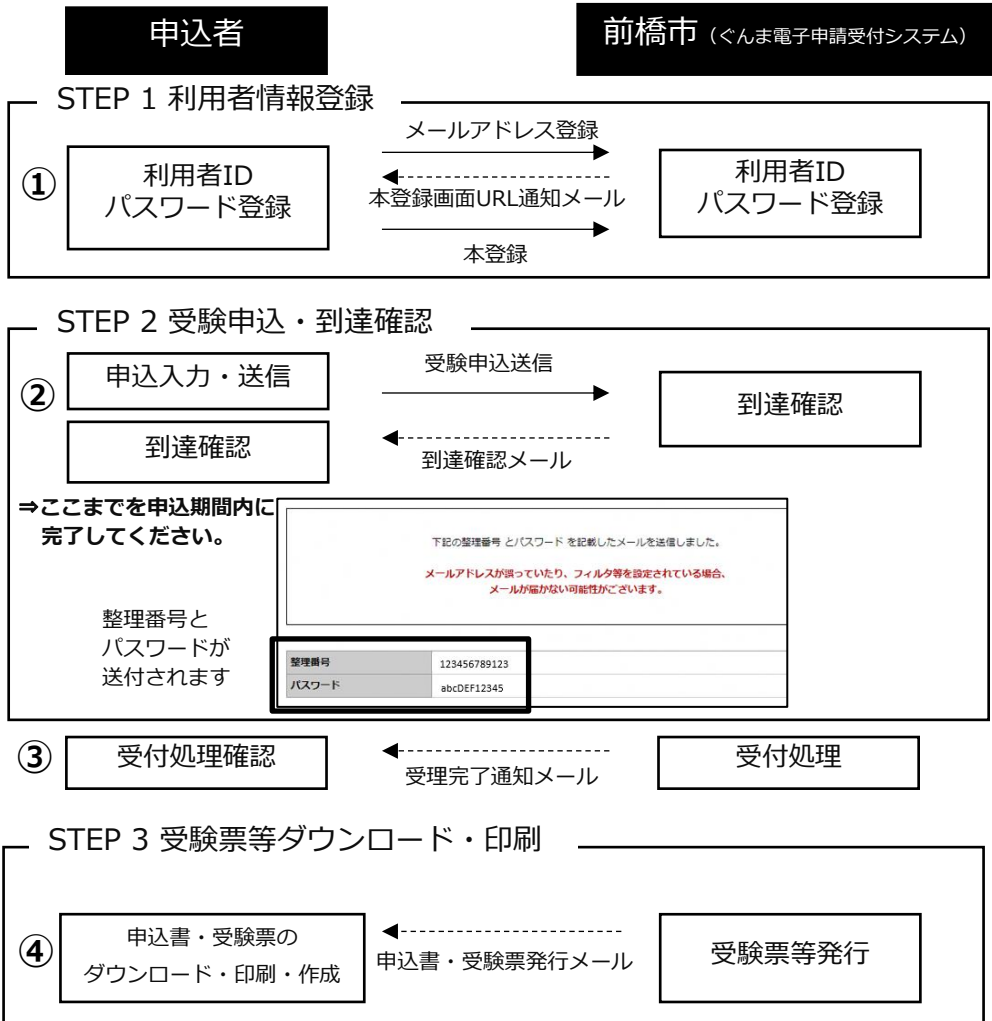 申込者
前橋市（ぐんま電子申請受付システム）
STEP 1 利用者情報登録
①
利用者ID
パスワード登録
メールアドレス登録
本登録画面URL通知メール
本登録
利用者ID
パスワード登録
STEP 2 受験申込・到達確認
②
申込入力・送信
受験申込送信
到達確認
到達確認
到達確認メール
⇒ここまでを申込期間内に
完了してください。
下記の整理番号 とパスワード を記載したメールを送信しました。
メールアドレスが誤っていたり、フィルタ等を設定されている場合、
メールが届かない可能性がございます。
整理番号と
パスワードが
送付されます
整理番号 123456789123
パスワード abcDEF12345
③
受付処理確認
受理完了通知メール
受付処理
STEP 3 受験票等ダウンロード・印刷
④
申込書・受験票の
ダウンロード・印刷・作成
申込書・受験票発行メール
受験票等発行